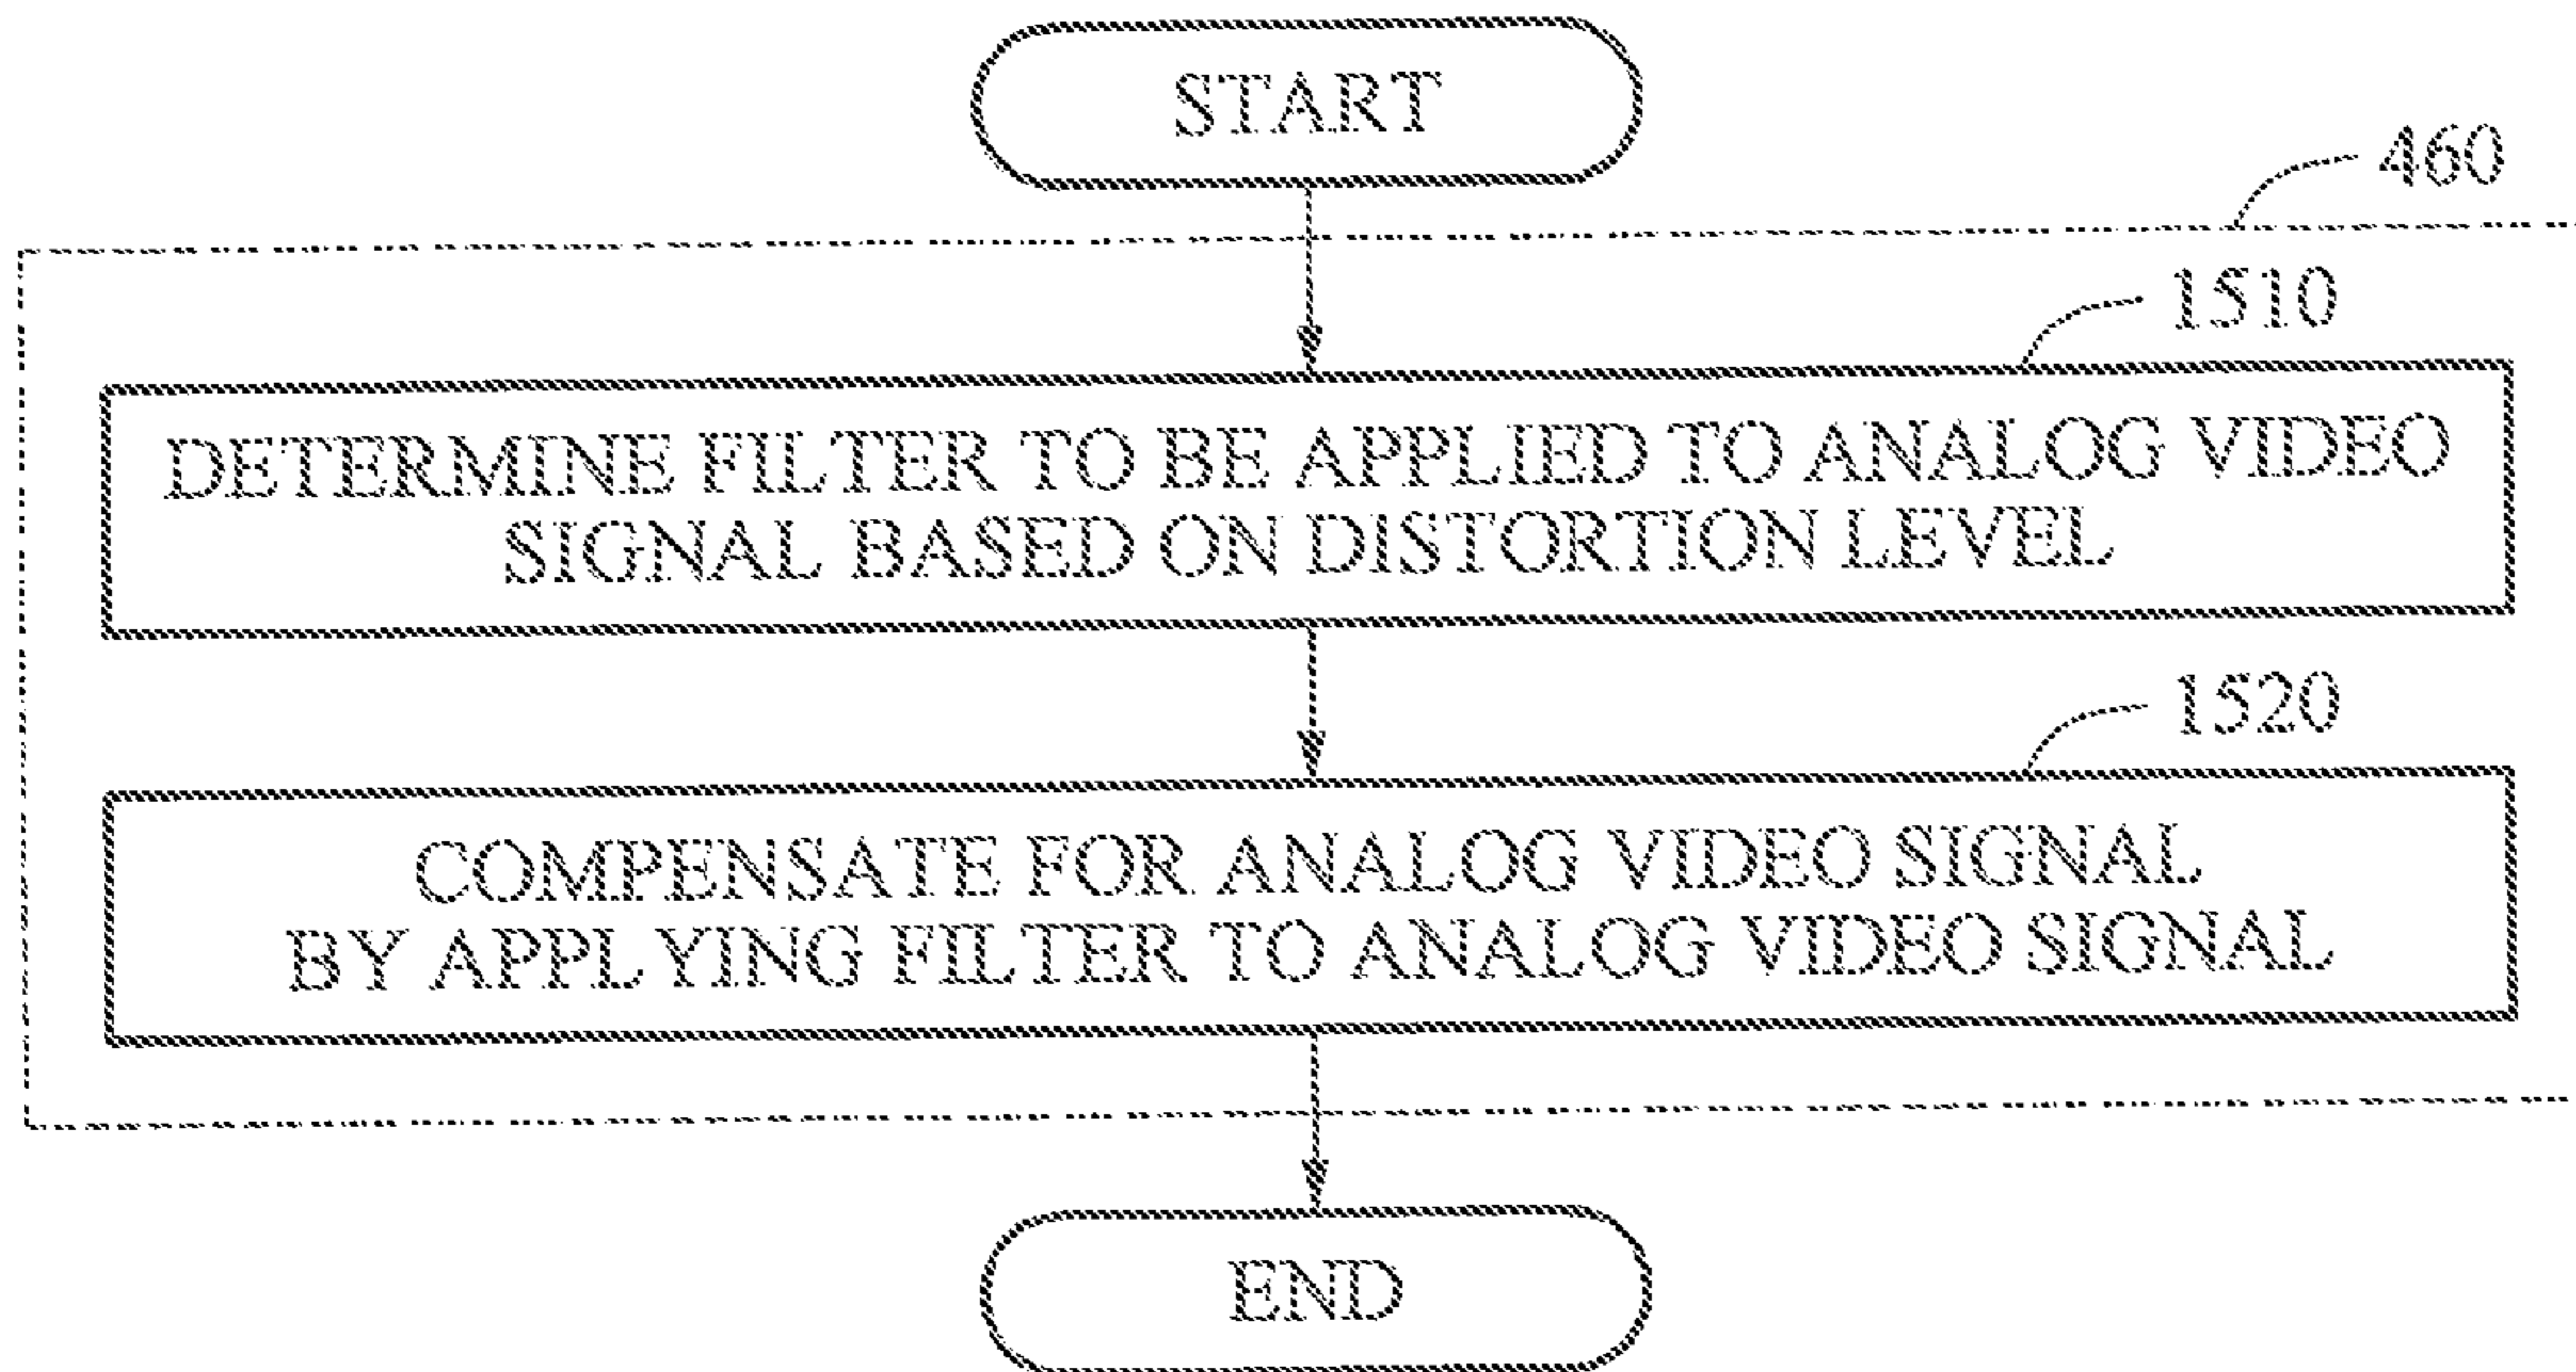 START
460
1510
DETERMINE FILTER TO BE APPLIED TO ANALOG VIDEO
SIGNAL BASED ON DISTORTION LEVEL
1520
COMPENSATE FOR ANALOG VIDEO SIGNAL
BY APPLYING FILTER TO ANALOG VIDEO SIGNAL
END